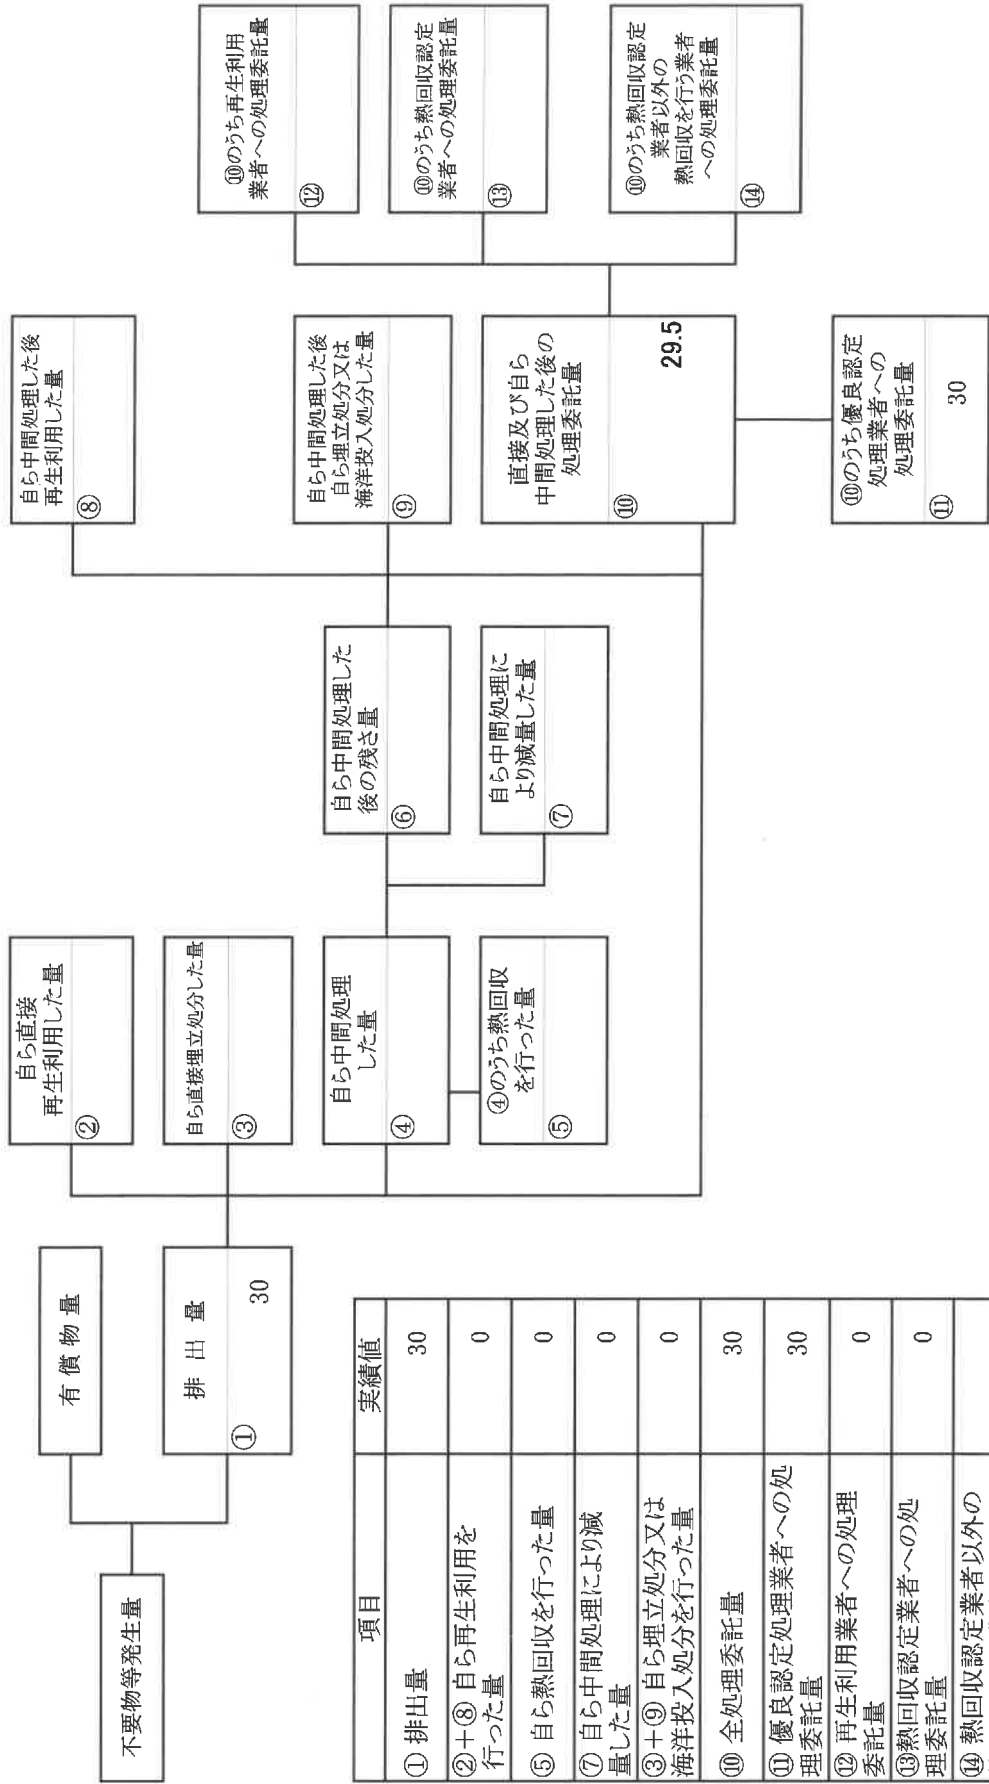 不要物等発生量
有 償 物 量
排 出 量
①
30
自ら直接
再生利用した量
②
自ら直接埋立処分した量
③
自ら中間処理
した量
④
④のうち熱回収
を行った量
⑤
自ら中間処理した
後の残さ量
⑥
自ら中間処理に
より減量した量
⑦
自ら中間処理した後
再生利用した量
⑧
自ら中間処理した後
自ら埋立処分又は
海洋投入処分した量
⑨
直接及び自ら
中間処理した後の
処理委託量
⑩
29.5
⑩のうち優良認定
処理業者への
処理委託量
⑪
30
⑩のうち再生利用
業者への処理委託量
⑫
⑩のうち熱回収認定
業者への処理委託量
⑬
⑩のうち熱回収認定
業者以外の
熱回収を行う業者
への処理委託量
⑭
項目 実績値
① 排出量 30
②+⑧ 自ら再生利用を
行った量 0
⑤ 自ら熱回収を行った量 0
⑦ 自ら中間処理により減
量した量 0
③+⑨ 自ら埋立処分又は
海洋投入処分を行った量 0
⑩ 全処理委託量 30
⑪ 優良認定処理業者への処
理委託量 30
⑫ 再生利用業者への処理
委託量 0
⑬熱回収認定業者への処
理委託量 0
⑭ 熱回収認定業者以外の